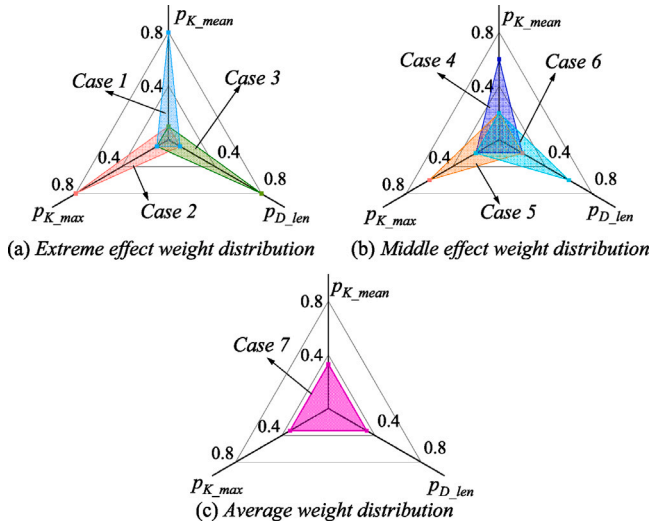 p_K_mean
0.8
0.4
Case 1
Case 3
0.4
0.4
0.8
0.8
p_K_max
Case 2
p_D_len
(a) Extreme effect weight distribution
p_K_mean
0.8
Case 4
Case 6
0.4
0.4
0.4
0.8
0.8
p_K_max
Case 5
p_D_len
(b) Middle effect weight distribution
p_K_mean
0.8
Case 7
0.4
0.4
0.4
0.8
0.8
p_K_max
p_D_len
(c) Average weight distribution